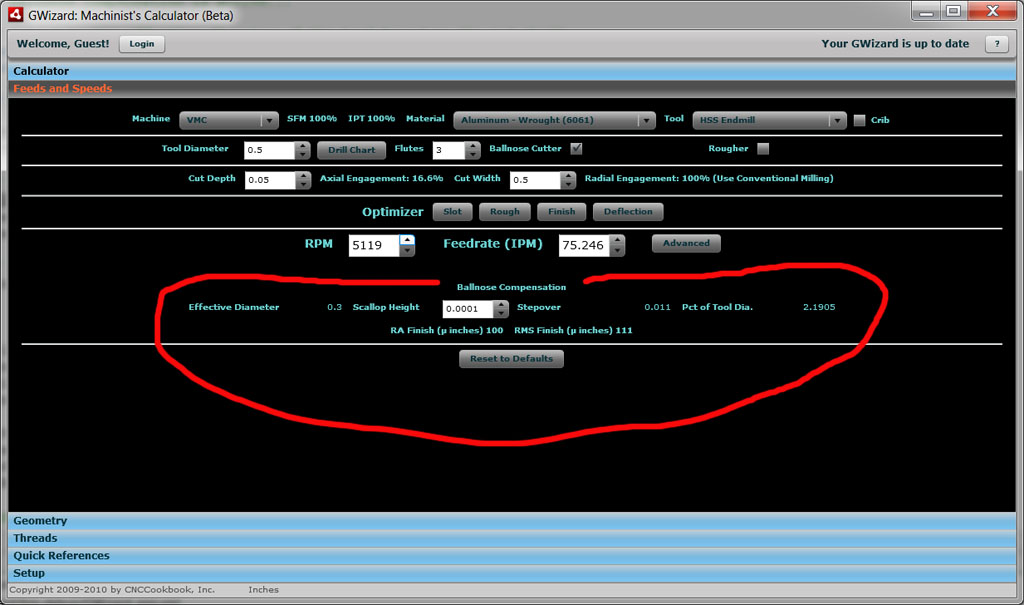 GWizard: Machinist's Calculator (Beta)
Welcome, Guest! Login Your GWizard is up to date ?
Calculator
Feeds and Speeds
Machine VMC SFM 100% IPT 100% Material Aluminum - Wrought (6061) Tool HSS Endmill Crib
Tool Diameter 0.5 Drill Chart Flutes 3 Ballnose Cutter Rougher
Cut Depth 0.05 Axial Engagement: 16.6% Cut Width 0.5 Radial Engagement: 100% (Use Conventional Milling)
Optimizer Slot Rough Finish Deflection
RPM 5119 Feedrate (IPM) 75.246 Advanced
Ballnose Compensation
Effective Diameter 0.3 Scallop Height 0.0001 Stepover 0.011 Pct of Tool Dia. 2.1905
RA Finish (µ inches) 100 RMS Finish (µ inches) 111
Reset to Defaults
Geometry
Threads
Quick References
Setup
Copyright 2009-2010 by CNCCookbook, Inc. Inches